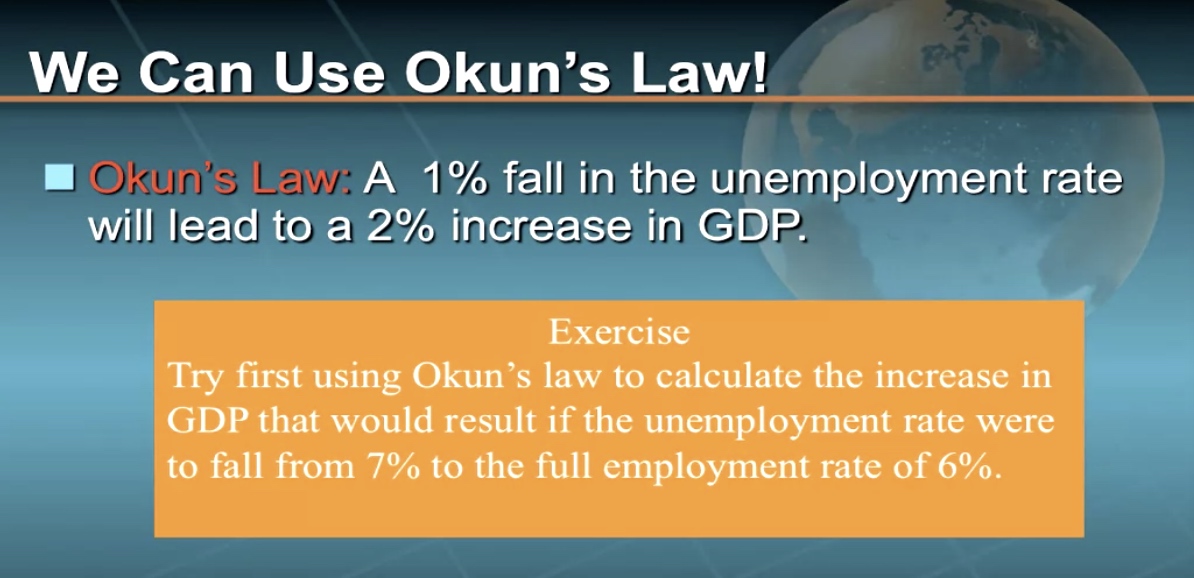 We Can Use Okun’s Law!
Okun’s Law: A 1% fall in the unemployment rate
will lead to a 2% increase in GDP.
Exercise
Try first using Okun’s law to calculate the increase in
GDP that would result if the unemployment rate were
to fall from 7% to the full employment rate of 6%.